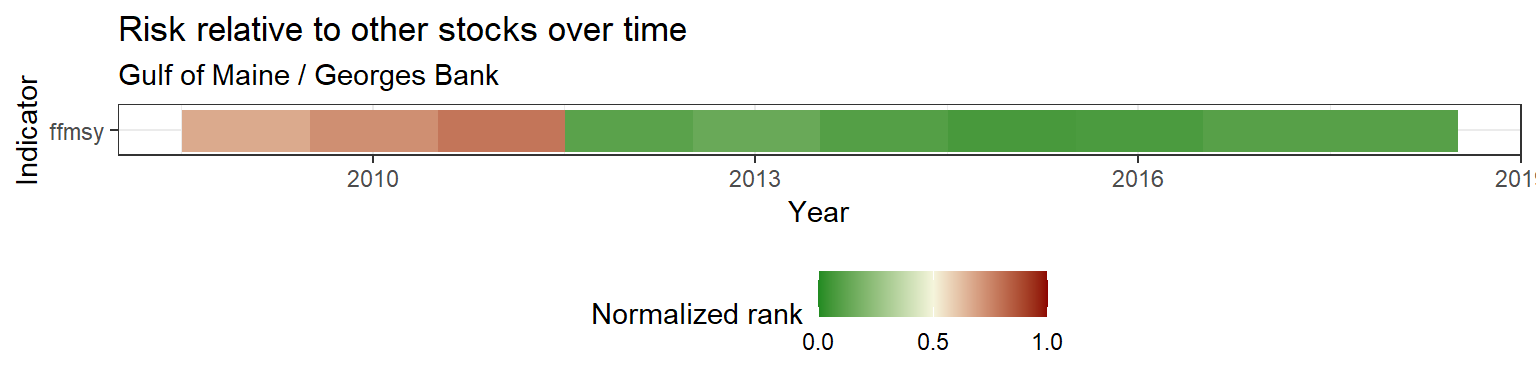 Risk relative to other stocks over time
Gulf of Maine / Georges Bank
Indicator
ffmsy
2010 2013 2016 201
Year
Normalized rank
0.0 0.5 1.0